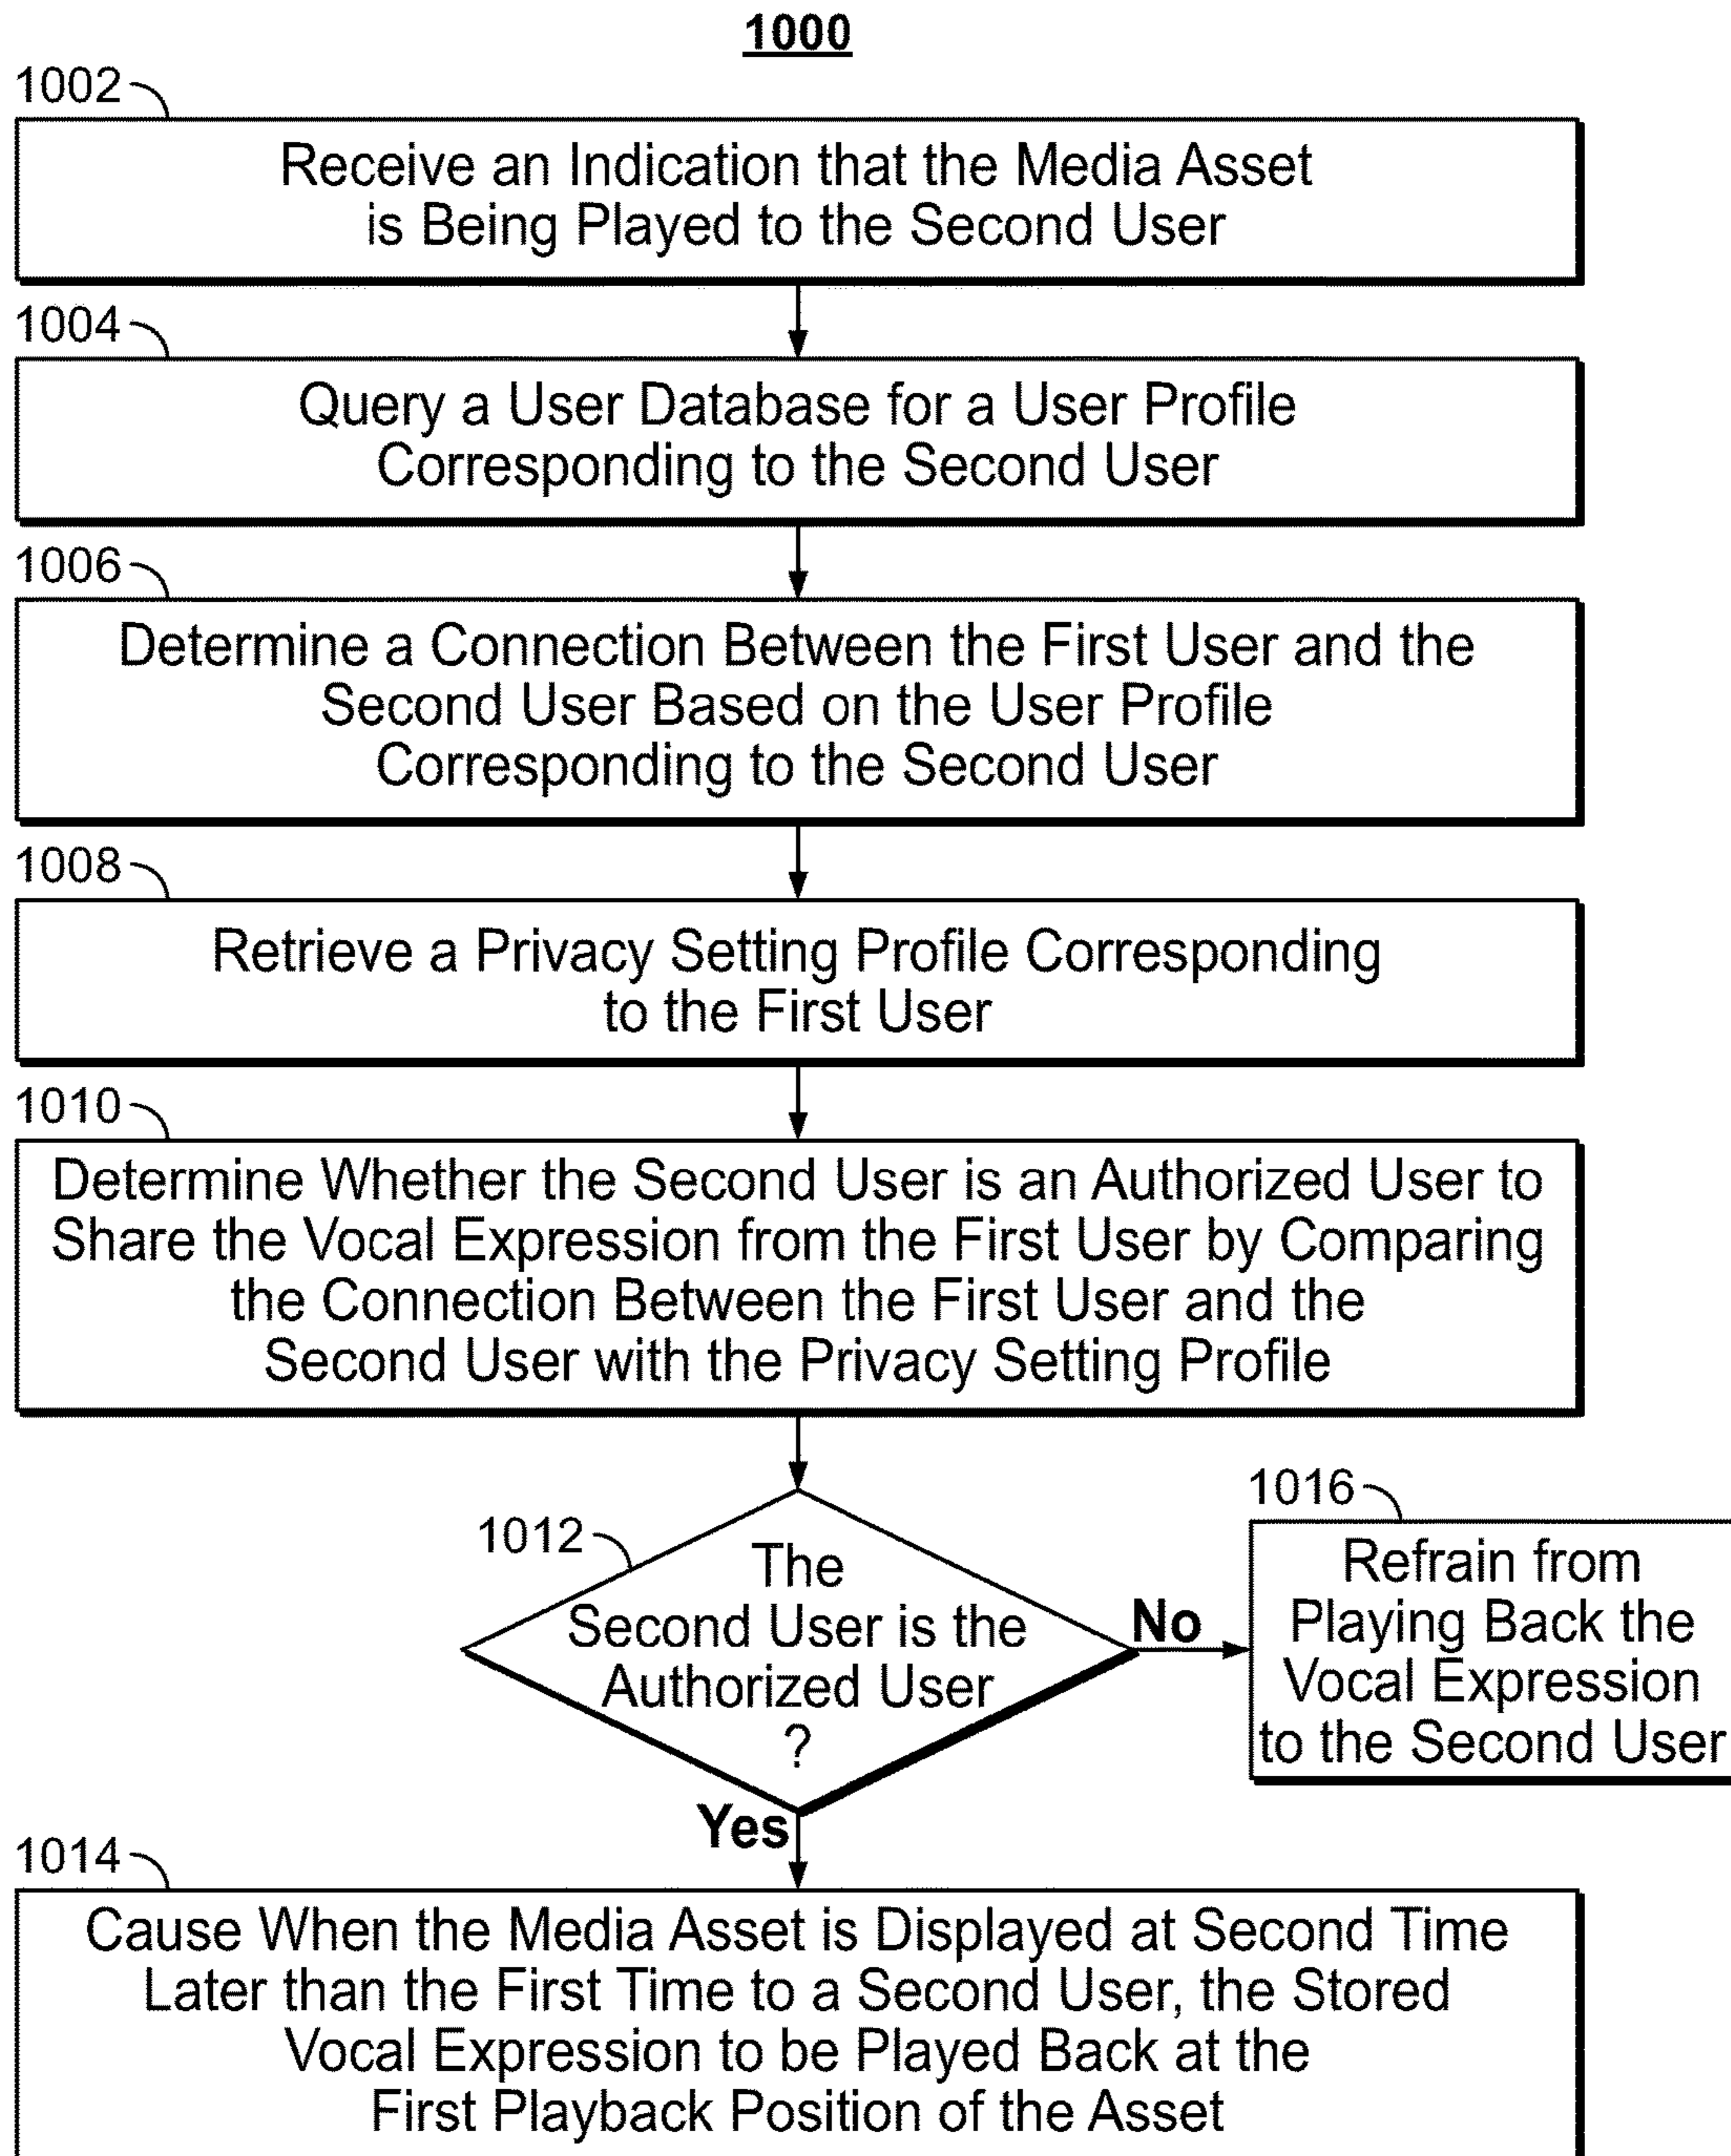 1000
1002
Receive an Indication that the Media Asset
is Being Played to the Second User
1004
Query a User Database for a User Profile
Corresponding to the Second User
1006
Determine a Connection Between the First User and the
Second User Based on the User Profile
Corresponding to the Second User
1008
Retrieve a Privacy Setting Profile Corresponding
to the First User
1010
Determine Whether the Second User is an Authorized User to
Share the Vocal Expression from the First User by Comparing
the Connection Between the First User and the
Second User with the Privacy Setting Profile
1012
The
Second User is the
Authorized User
?
No
1016
Refrain from
Playing Back the
Vocal Expression
to the Second User
Yes
1014
Cause When the Media Asset is Displayed at Second Time
Later than the First Time to a Second User, the Stored
Vocal Expression to be Played Back at the
First Playback Position of the Asset